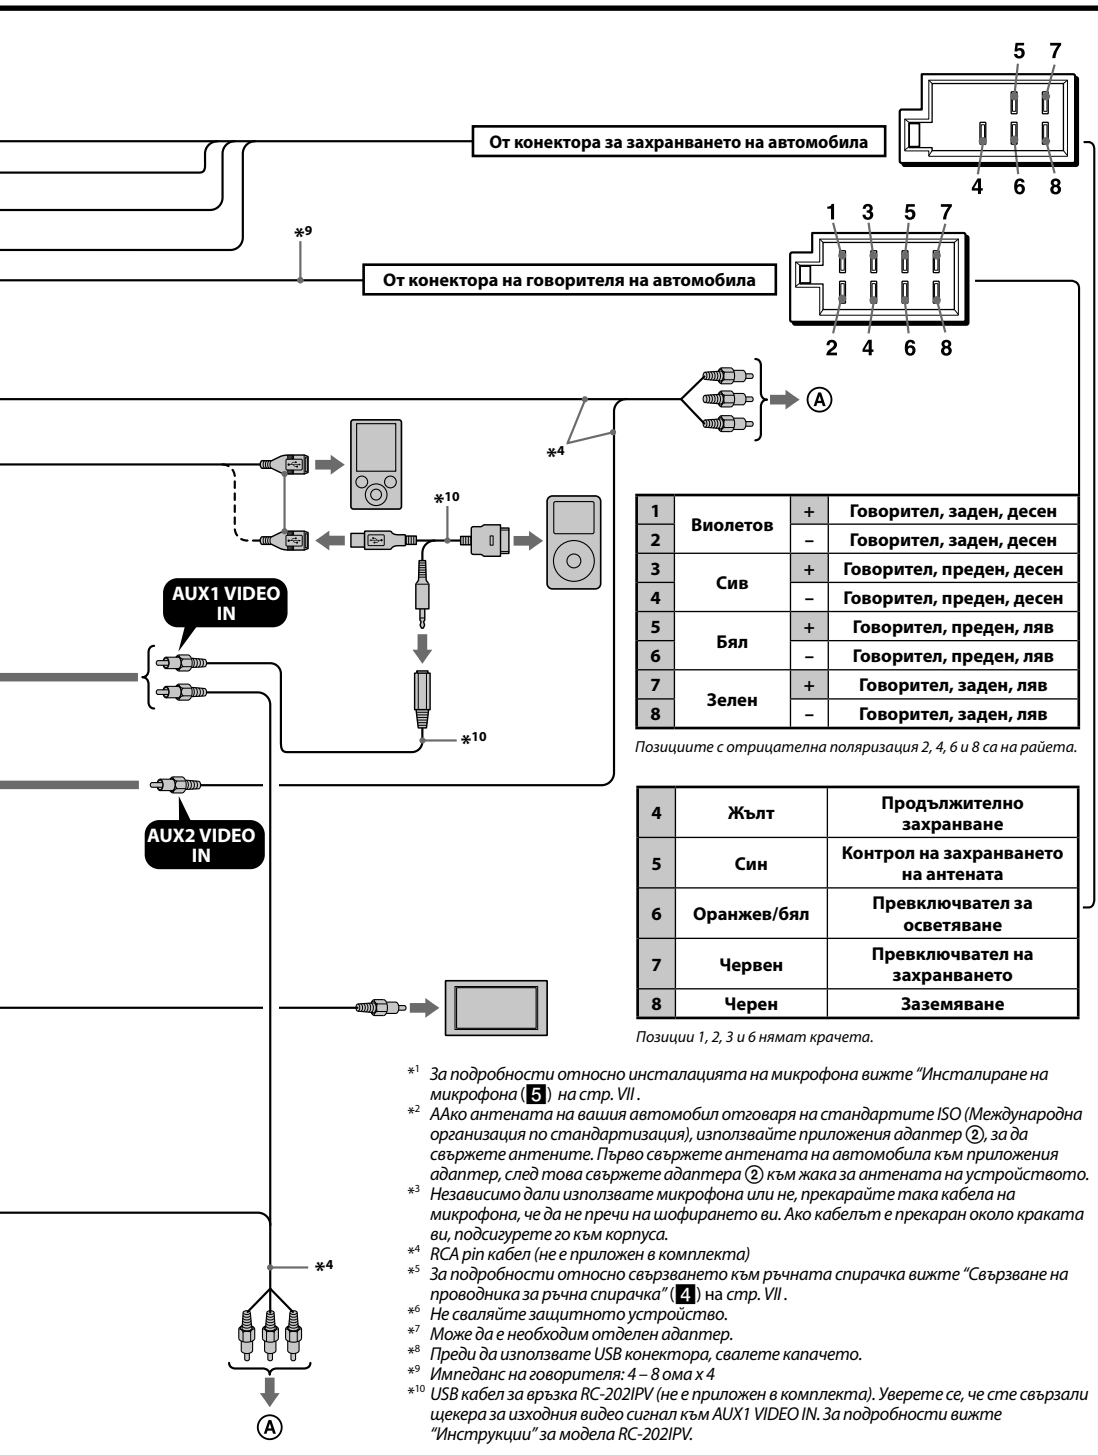 5 7
От конектора за захранването на автомобила
4 6 8
1 3 5 7
*9
От конектора на говорителя на автомобила
2 4 6 8
A
*4
*10
1 Виолетов + Говорител, заден, десен
2 – Говорител, заден, десен
3 Сив + Говорител, преден, десен
4 – Говорител, преден, десен
5 Бял + Говорител, преден, ляв
6 – Говорител, преден, ляв
7 Зелен + Говорител, заден, ляв
8 – Говорител, заден, ляв
Позициите с отрицателна поляризация 2, 4, 6 и 8 са на райета.
AUX1 VIDEO
IN
*10
AUX2 VIDEO
IN
4 Жълт Продължително
захранване
5 Син Контрол на захранването
на антената
6 Оранжев/бял Превключвател за
осветяване
7 Червен Превключвател на
захранването
8 Черен Заземяване
Позиции 1, 2, 3 и 6 нямат крачета.
*1 За подробности относно инсталацията на микрофона вижте “Инсталиране на
микрофона (5) на стр. VII .
*2 ААко антената на вашия автомобил отговаря на стандартите ISO (Международна
организация по стандартизация), използвайте приложения адаптер ②, за да
свържете антените. Първо свържете антената на автомобила към приложения
адаптер, след това свържете адаптера ② към жака за антената на устройството.
*3 Независимо дали използвате микрофона или не, прекарайте така кабела на
микрофона, че да не пречи на шофирането ви. Ако кабелът е прекаран около краката
ви, подсигурете го към корпуса.
*4 RCA pin кабел (не е приложен в комплекта)
*5 За подробности относно свързването към ръчната спирачка вижте “Свързване на
проводника за ръчна спирачка” (4) на стр. VII .
*6 Не сваляйте защитното устройство.
*7 Може да е необходим отделен адаптер.
*8 Преди да използвате USB конектора, свалете капачето.
*9 Импеданс на говорителя: 4 – 8 ома x 4
*10 USB кабел за връзка RC-202IPV (не е приложен в комплекта). Уверете се, че сте свързали
щекера за изходния видео сигнал към AUX1 VIDEO IN. За подробности вижте
“Инструкции” за модела RC-202IPV.
*4
A